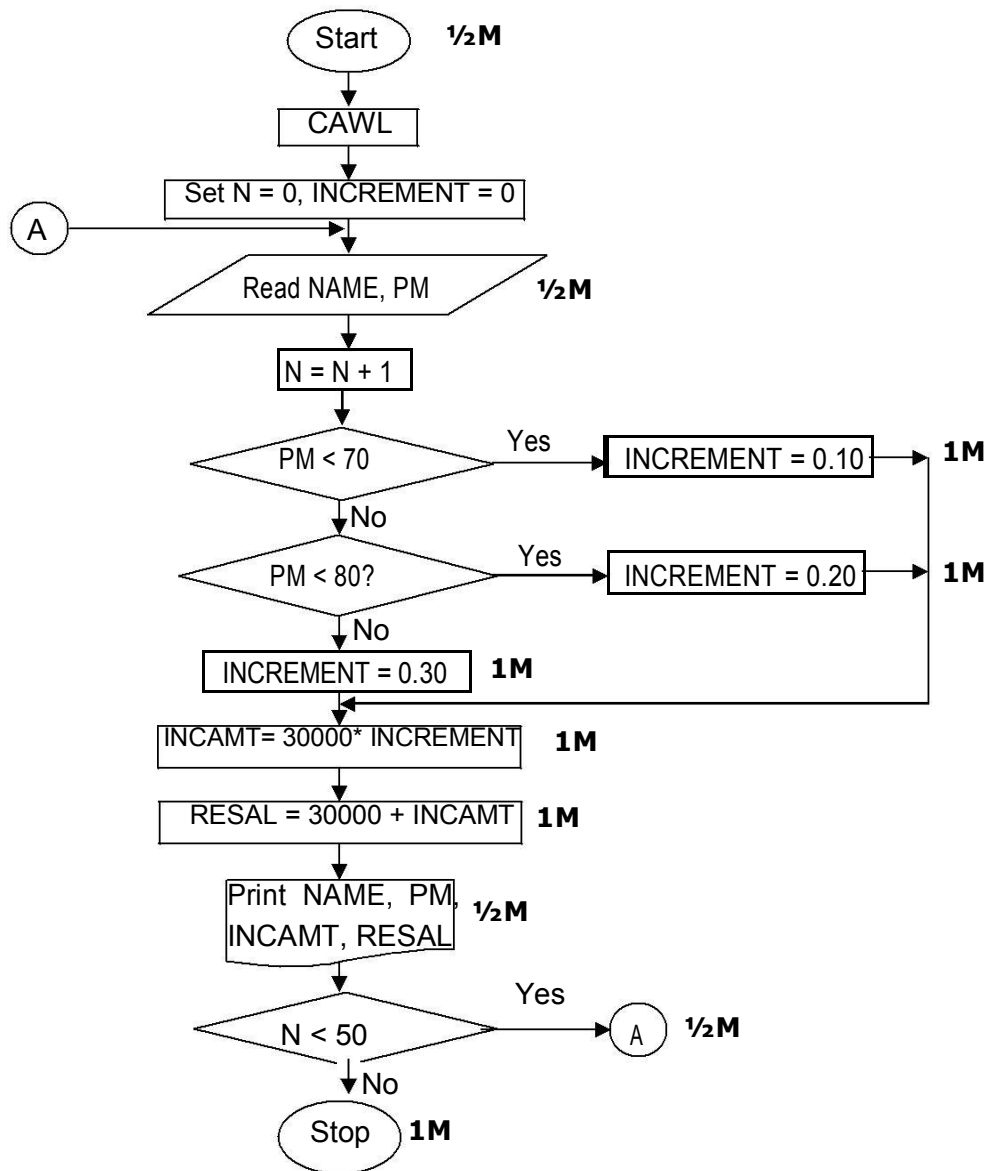 Start
½M
CAWL
Set N = 0, INCREMENT = 0
A
Read NAME, PM
½M
N = N + 1
PM < 70
Yes
INCREMENT = 0.10
1M
No
PM < 80?
Yes
INCREMENT = 0.20
1M
No
INCREMENT = 0.30
1M
INCAMT= 30000* INCREMENT
1M
RESAL = 30000 + INCAMT
1M
Print NAME, PM,
INCAMT, RESAL
½M
N < 50
Yes
A
½M
No
Stop
1M